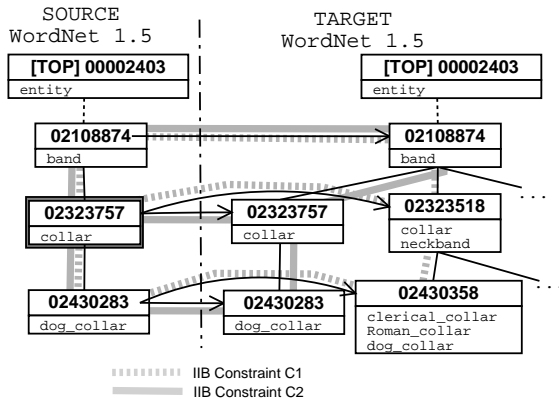 SOURCE
WordNet 1.5
TARGET
WordNet 1.5
[TOP] 00002403
entity
[TOP] 00002403
entity
02108874
band
02108874
band
02323757
collar
02323757
collar
02323518
collar
neckband
...
02430283
dog_collar
02430283
dog_collar
02430358
clerical_collar
Roman_collar
dog_collar
...
IIB Constraint C1
IIB Constraint C2